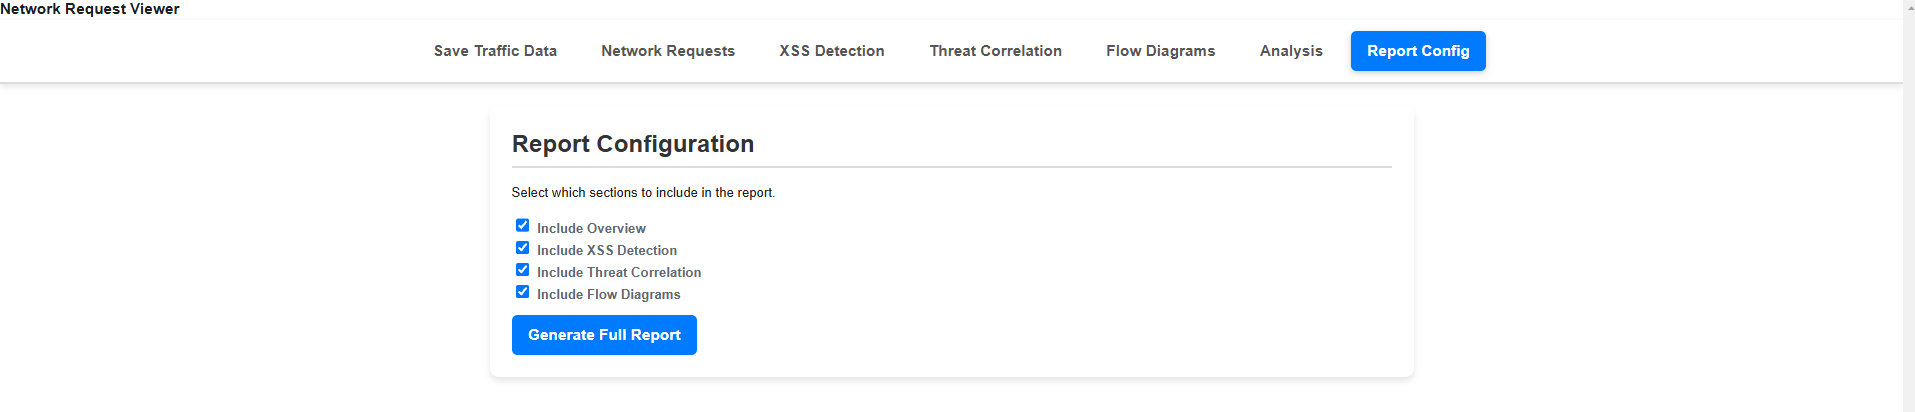 Network Request Viewer
Save Traffic Data Network Requests XSS Detection Threat Correlation Flow Diagrams Analysis Report Config
Report Configuration
Select which sections to include in the report.
Include Overview
Include XSS Detection
Include Threat Correlation
Include Flow Diagrams
Generate Full Report